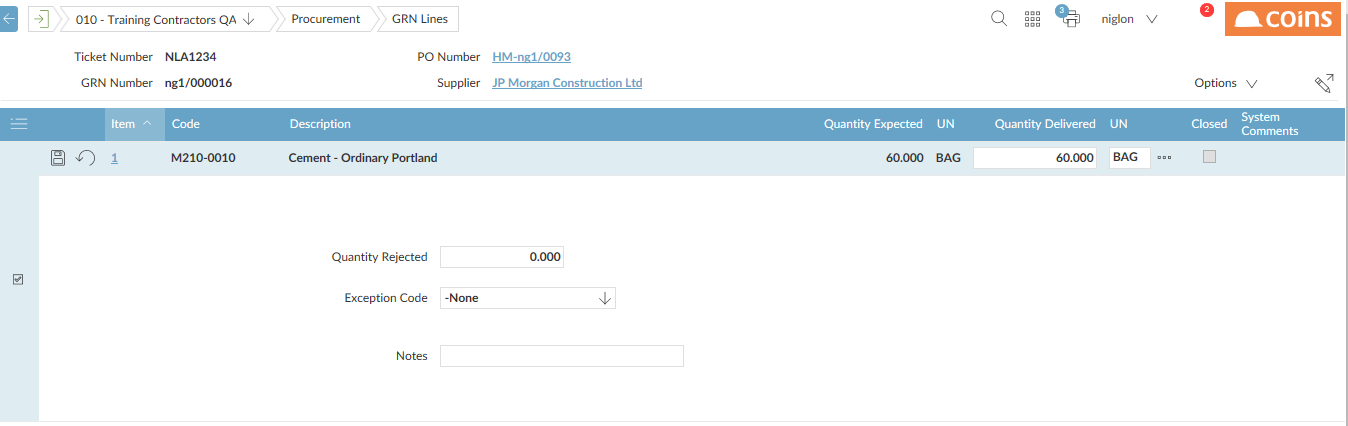 010 - Training Contractors QA Procurement GRN Lines 3 niglon 2 coins
Ticket Number NLA1234 PO Number HM-ng1/0093
GRN Number ng1/000016 Supplier JP Morgan Construction Ltd Options
Item Code Description Quantity Expected UN Quantity Delivered UN Closed System Comments
1 M210-0010 Cement - Ordinary Portland 60.000 BAG 60.000 BAG
Quantity Rejected 0.000
Exception Code -None
Notes